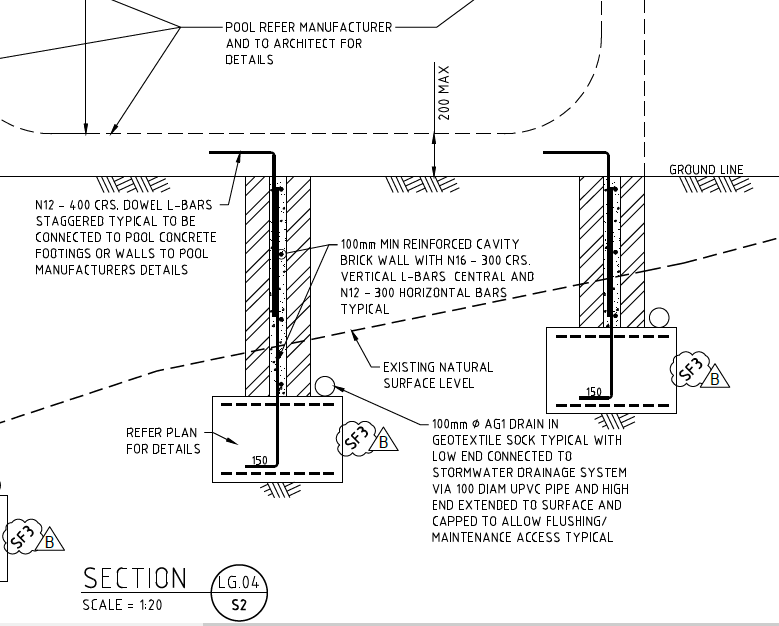 POOL REFER MANUFACTURER
AND TO ARCHITECT FOR
DETAILS
200 MAX
GROUND LINE
N12 - 400 CRS. DOWEL L-BARS
STAGGERED TYPICAL TO BE
CONNECTED TO POOL CONCRETE
FOOTINGS OR WALLS TO POOL
MANUFACTURERS DETAILS
100mm MIN REINFORCED CAVITY
BRICK WALL WITH N16 - 300 CRS.
VERTICAL L-BARS CENTRAL AND
N12 - 300 HORIZONTAL BARS
TYPICAL
EXISTING NATURAL
SURFACE LEVEL
SF3
B
150
100mm Ø AG1 DRAIN IN
GEOTEXTILE SOCK TYPICAL WITH
LOW END CONNECTED TO
STORMWATER DRAINAGE SYSTEM
VIA 100 DIAM UPVC PIPE AND HIGH
END EXTENDED TO SURFACE AND
CAPPED TO ALLOW FLUSHING/
MAINTENANCE ACCESS TYPICAL
REFER PLAN
FOR DETAILS
150
SF3
B
SF3
B
SECTION
SCALE = 1:20
LG.04
S2